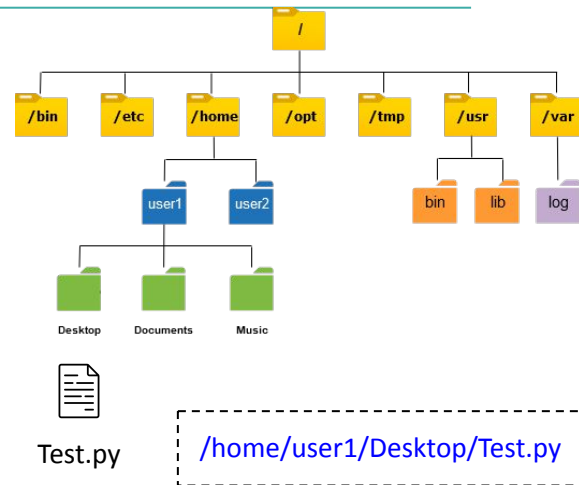 /
/bin /etc /home /opt /tmp /usr /var
user1 user2 bin lib log
Desktop Documents Music
Test.py
/home/user1/Desktop/Test.py